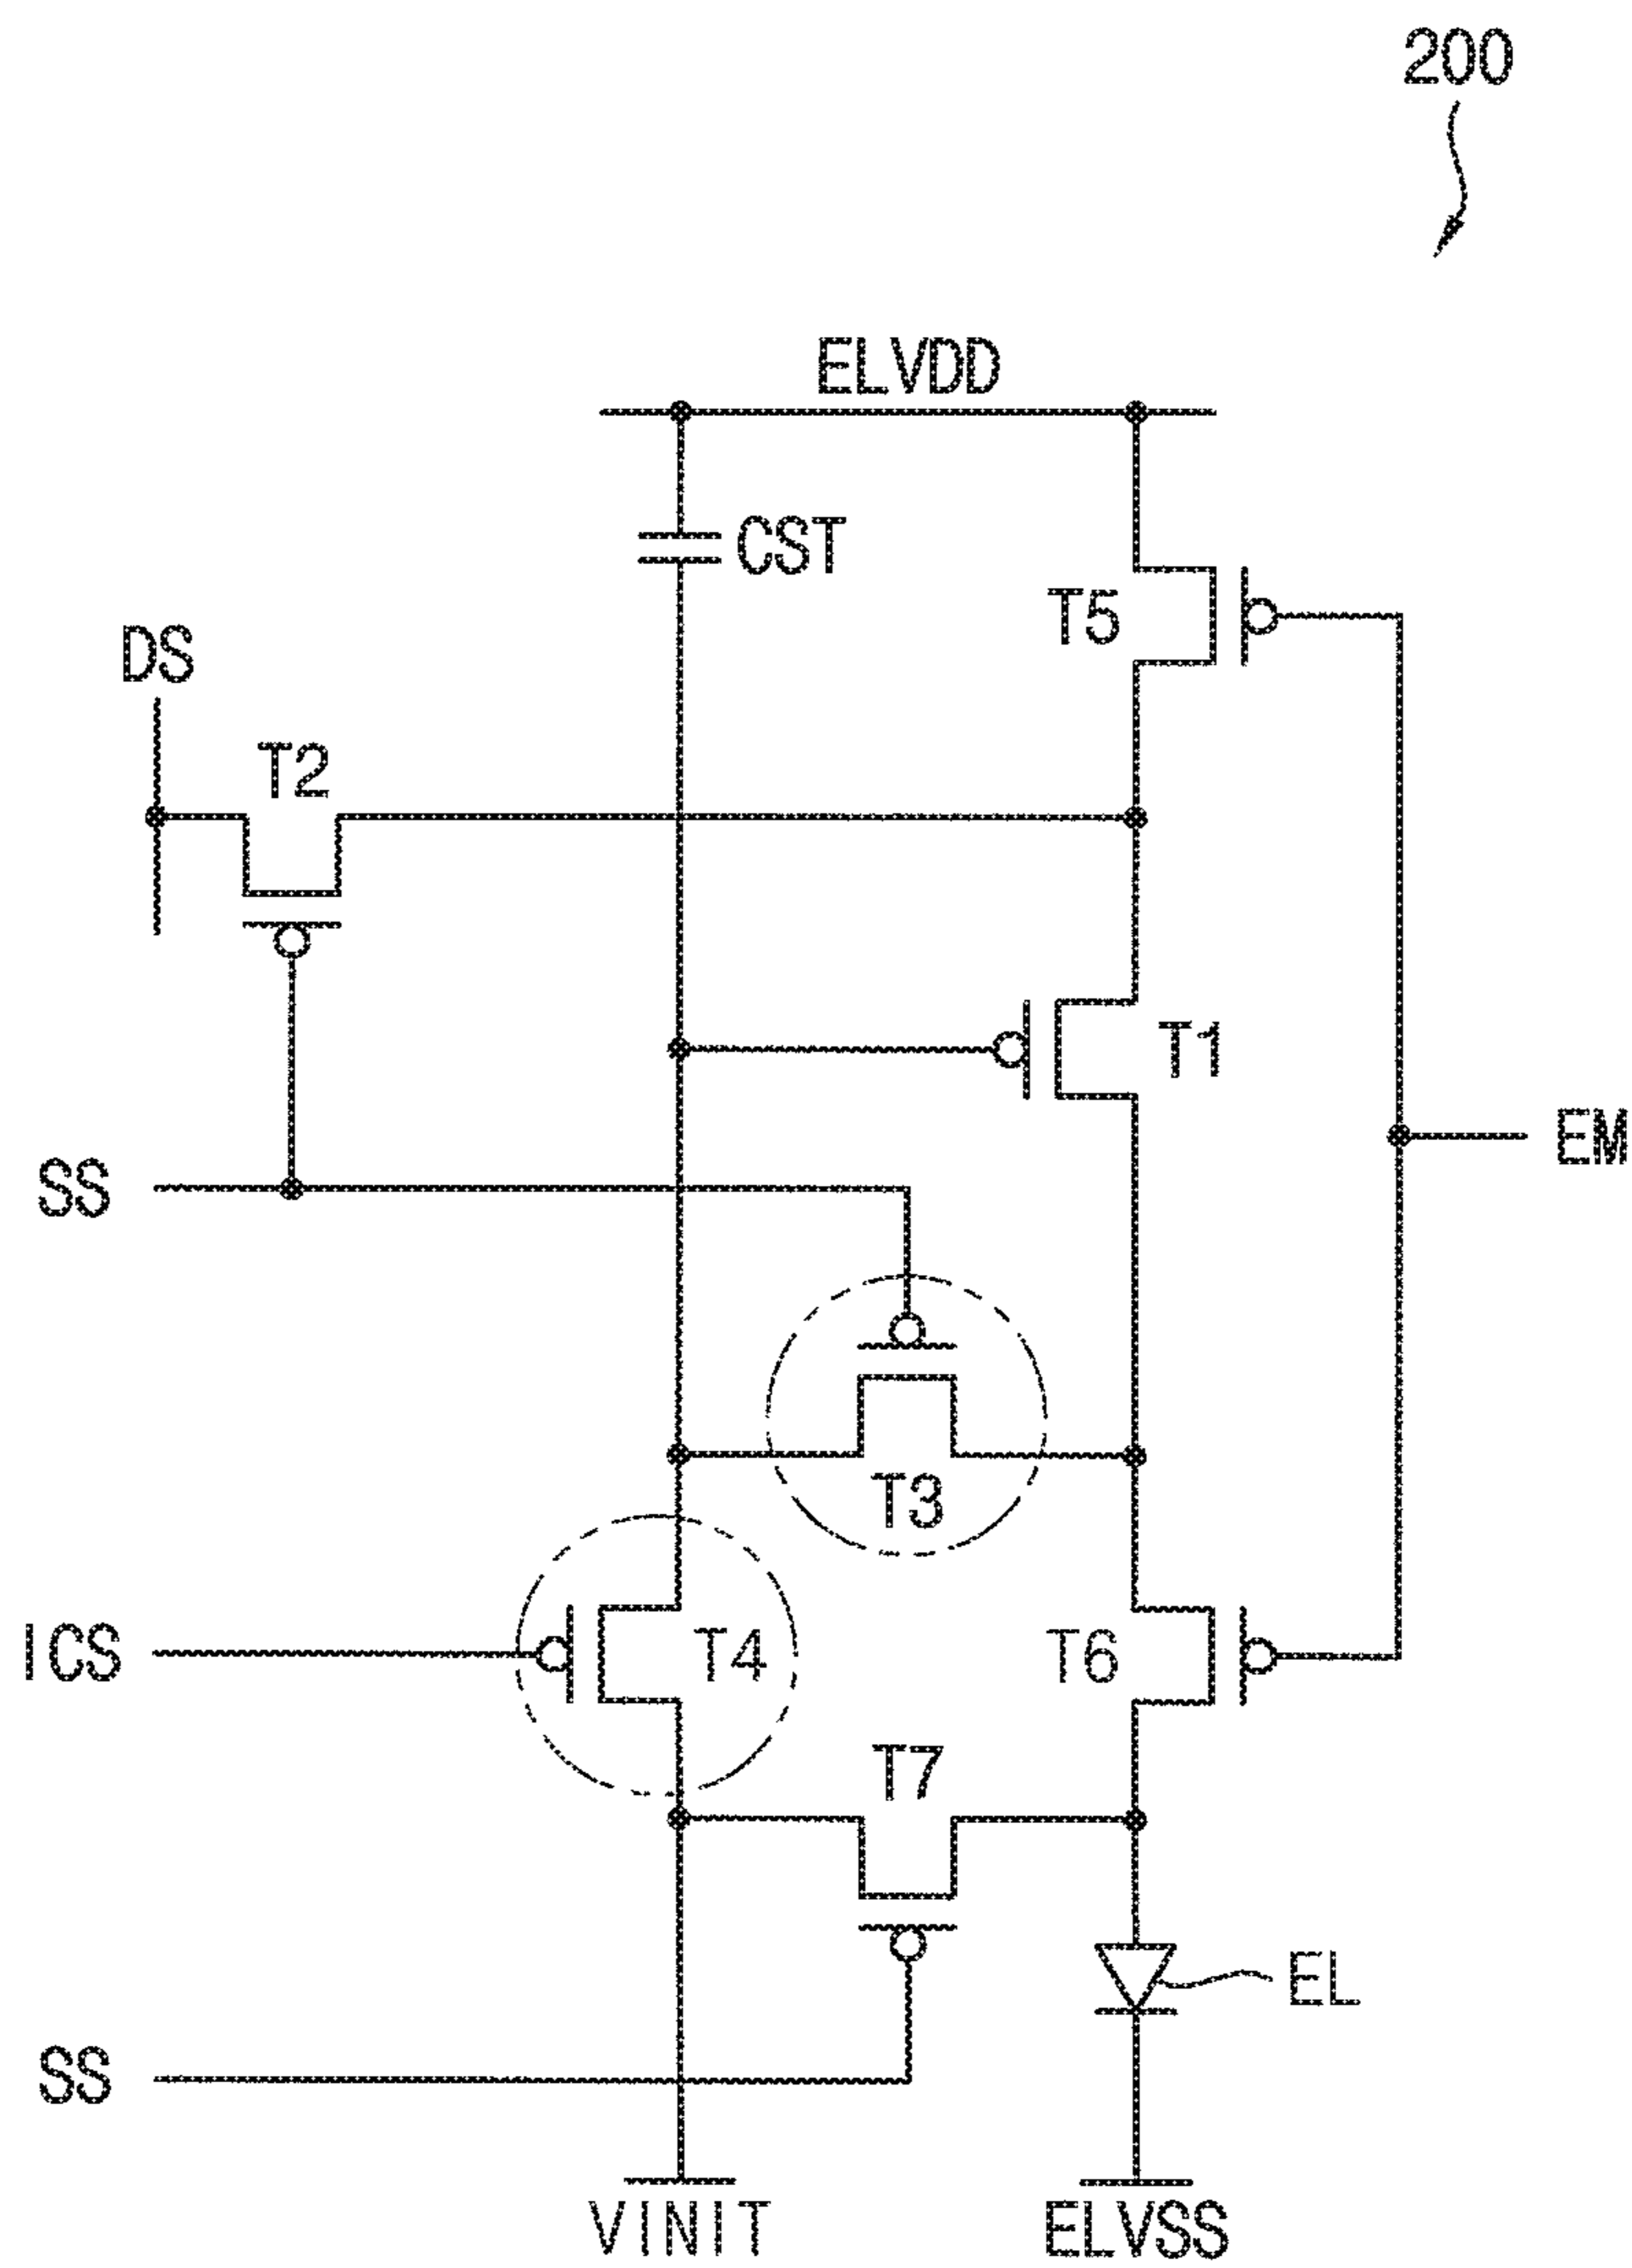 200
ELVDD
CST
T5
DS
T2
T1
EM
SS
T3
ICS
T4
T6
T7
EL
SS
VINIT
ELVSS